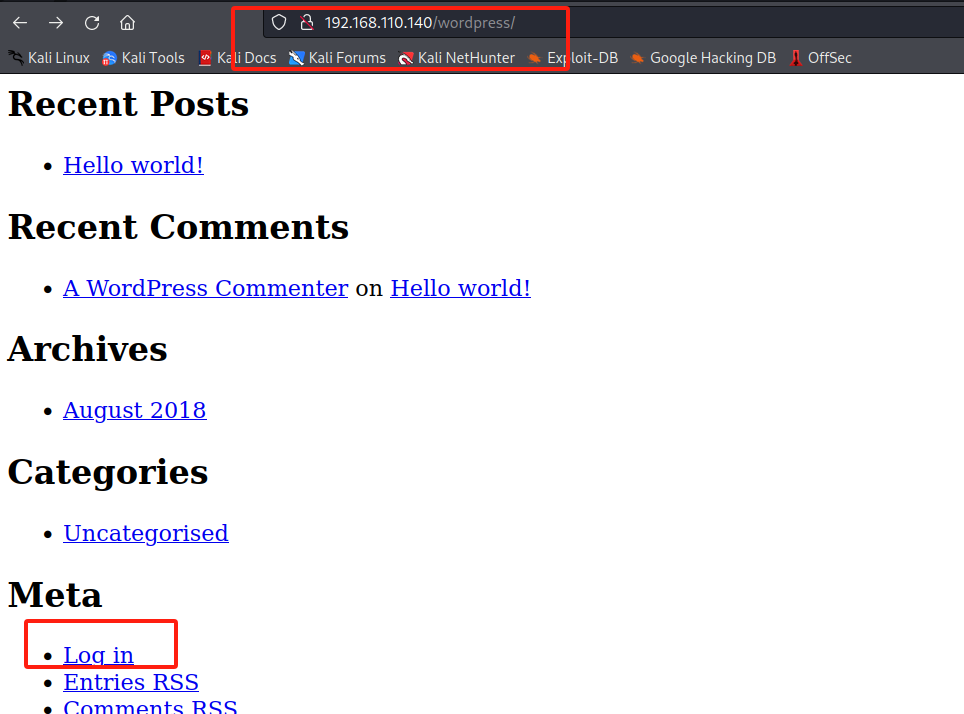 192.168.110.140/wordpress/
Kali Linux Kali Tools Kali Docs Kali Forums Kali NetHunter Exploit-DB Google Hacking DB OffSec
Recent Posts
Hello world!
Recent Comments
A WordPress Commenter on Hello world!
Archives
August 2018
Categories
Uncategorised
Meta
Log in
Entries RSS
Comments RSS